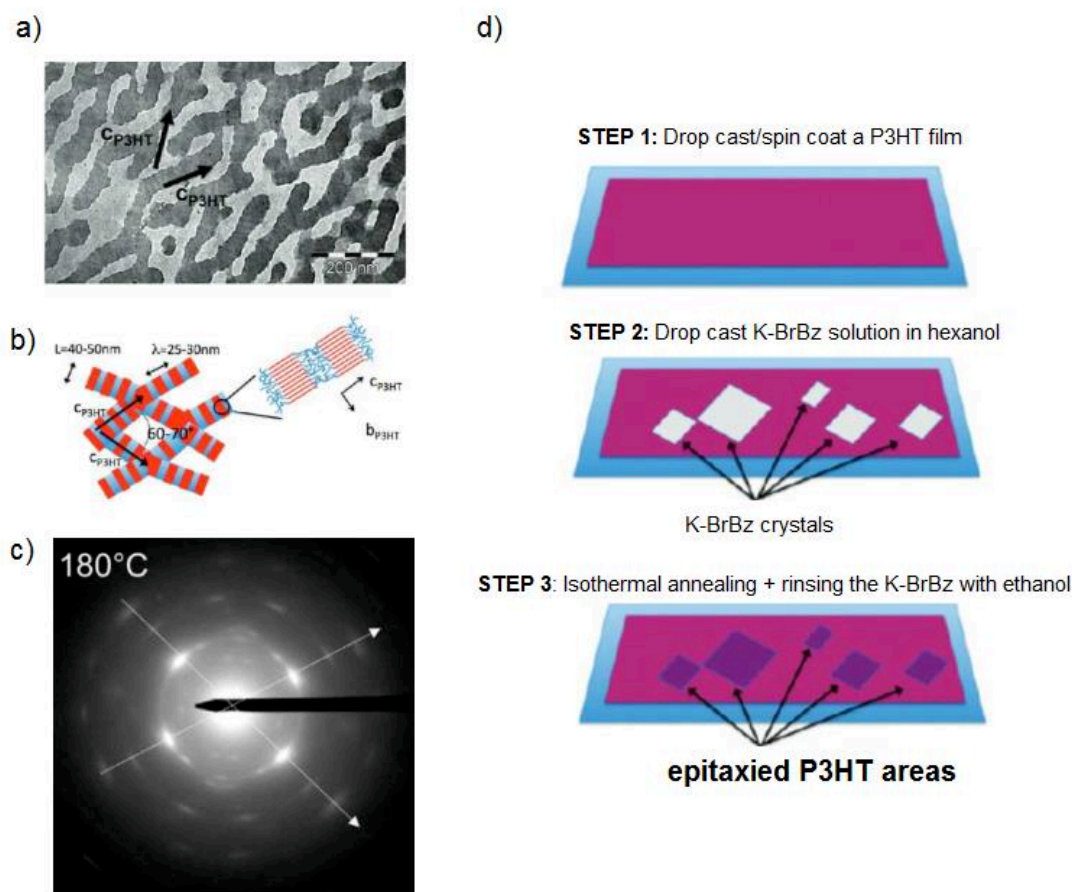 a)
c_P3HT
c_P3HT
200 nm
b)
L=40-50nm
λ=25-30nm
c_P3HT
60-70°
c_P3HT
c_P3HT
b_P3HT
c)
180°C
d)
STEP 1: Drop cast/spin coat a P3HT film
STEP 2: Drop cast K-BrBz solution in hexanol
K-BrBz crystals
STEP 3: Isothermal annealing + rinsing the K-BrBz with ethanol
epitaxied P3HT areas